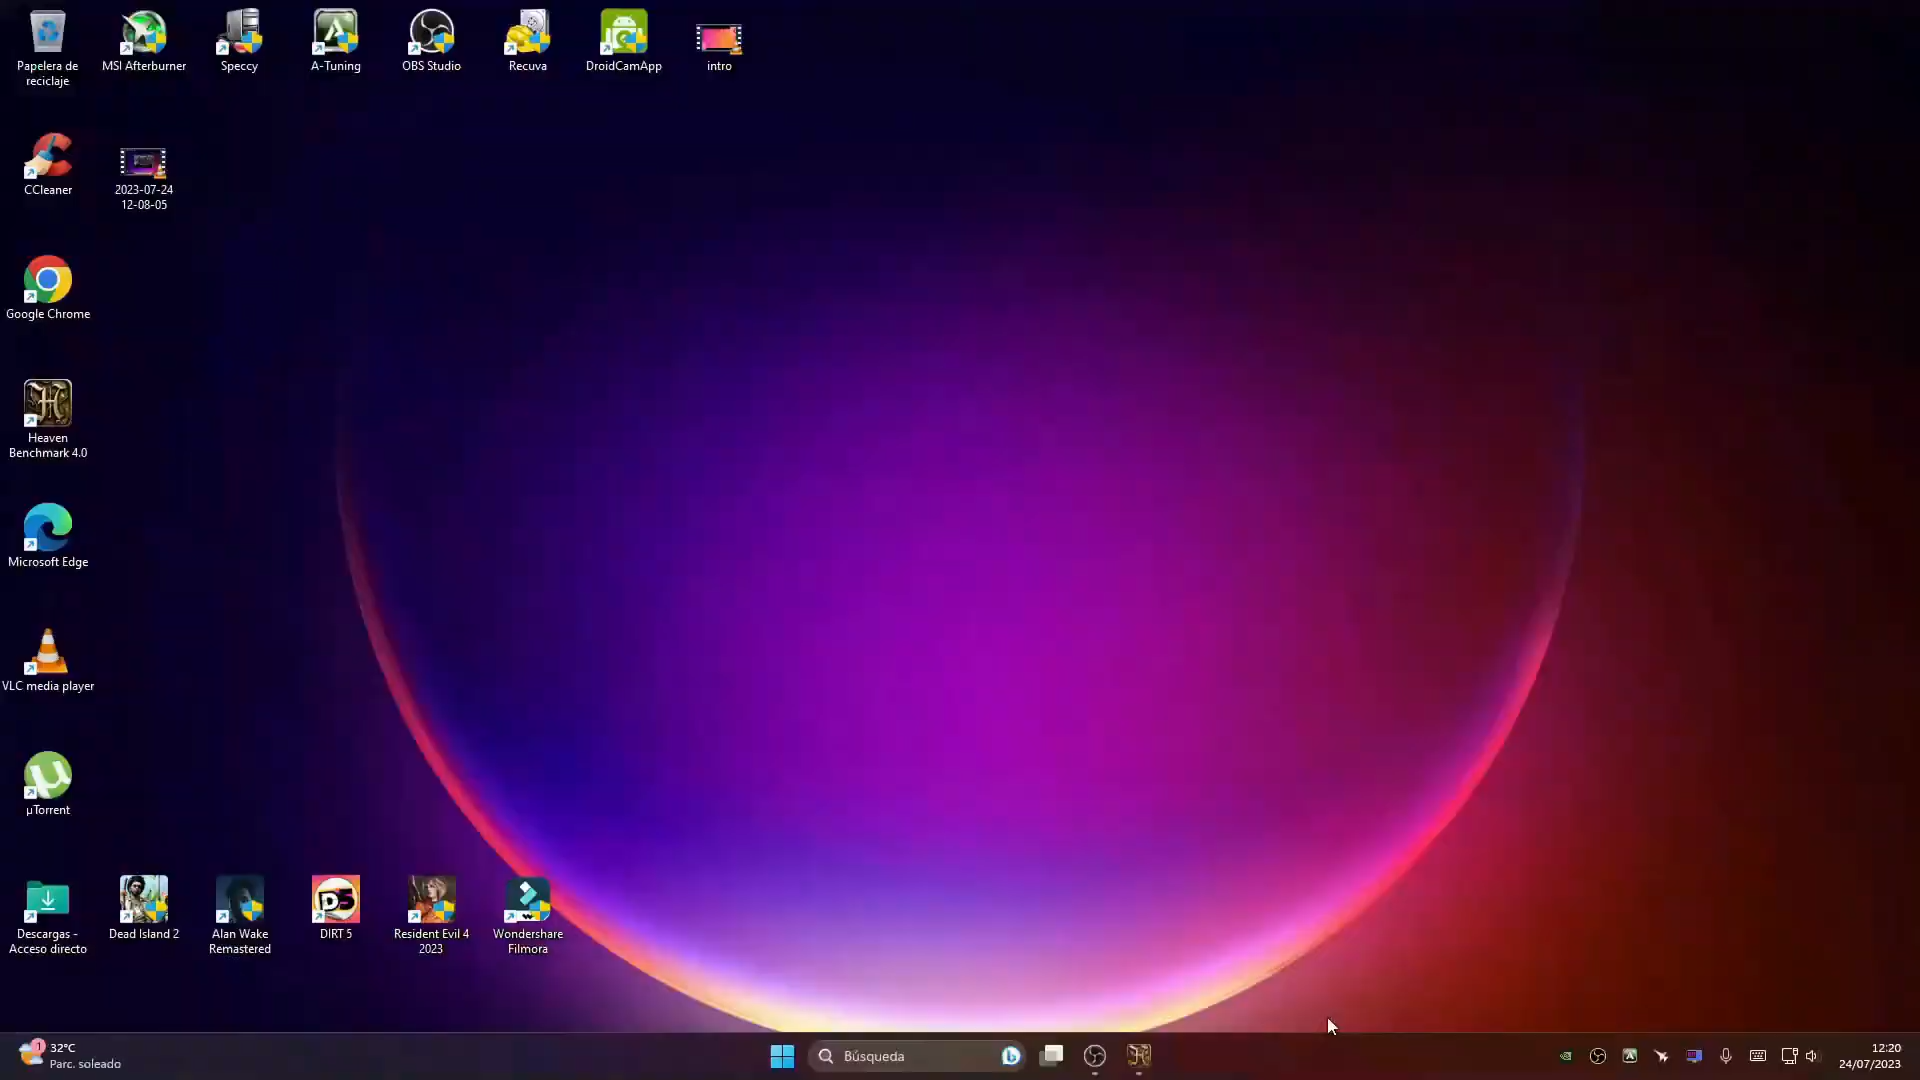 Papelera de
reciclaje
MSI Afterburner
Speccy
A-Tuning
OBS Studio
Recuva
DroidCamApp
intro
CCleaner
2023-07-24
12-08-05
Google Chrome
Heaven
Benchmark 4.0
Microsoft Edge
VLC media player
µTorrent
Descargas -
Acceso directo
Dead Island 2
Alan Wake
Remastered
DIRT 5
Resident Evil 4
2023
Wondershare
Filmora
1
32°C
Parc. soleado
Búsqueda
12:20
24/07/2023